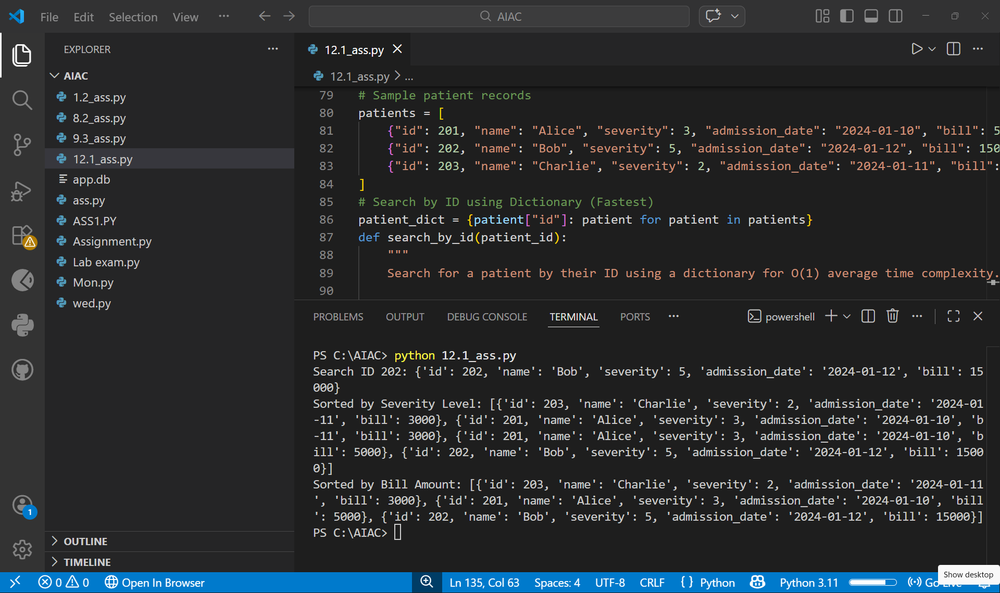 File Edit Selection View ··· AIAC
EXPLORER ···
AIAC
1.2_ass.py
8.2_ass.py
9.3_ass.py
12.1_ass.py
app.db
ass.py
ASS1.PY
Assignment.py
Lab exam.py
Mon.py
wed.py
OUTLINE
TIMELINE
1
12.1_ass.py
12.1_ass.py > ...
79 # Sample patient records
80 patients = [
81 {"id": 201, "name": "Alice", "severity": 3, "admission_date": "2024-01-10", "bill": 5
82 {"id": 202, "name": "Bob", "severity": 5, "admission_date": "2024-01-12", "bill": 150
83 {"id": 203, "name": "Charlie", "severity": 2, "admission_date": "2024-01-11", "bill":
84 ]
85 # Search by ID using Dictionary (Fastest)
86 patient_dict = {patient["id"]: patient for patient in patients}
87 def search_by_id(patient_id):
88 """
89 Search for a patient by their ID using a dictionary for O(1) average time complexity.
90
PROBLEMS OUTPUT DEBUG CONSOLE TERMINAL PORTS ··· powershell
PS C:\AIAC> python 12.1_ass.py
Search ID 202: {'id': 202, 'name': 'Bob', 'severity': 5, 'admission_date': '2024-01-12', 'bill': 15
000}
Sorted by Severity Level: [{'id': 203, 'name': 'Charlie', 'severity': 2, 'admission_date': '2024-01
-11', 'bill': 3000}, {'id': 201, 'name': 'Alice', 'severity': 3, 'admission_date': '2024-01-10', 'b
-11', 'bill': 3000}, {'id': 201, 'name': 'Alice', 'severity': 3, 'admission_date': '2024-01-10', 'b
ill': 5000}, {'id': 202, 'name': 'Bob', 'severity': 5, 'admission_date': '2024-01-12', 'bill': 1500
0}]
Sorted by Bill Amount: [{'id': 203, 'name': 'Charlie', 'severity': 2, 'admission_date': '2024-01-11
', 'bill': 3000}, {'id': 201, 'name': 'Alice', 'severity': 3, 'admission_date': '2024-01-10', 'bill
': 5000}, {'id': 202, 'name': 'Bob', 'severity': 5, 'admission_date': '2024-01-12', 'bill': 15000}]
PS C:\AIAC>
0 0 Open In Browser Ln 135, Col 63 Spaces: 4 UTF-8 CRLF {} Python Python 3.11 Go
Show desktop